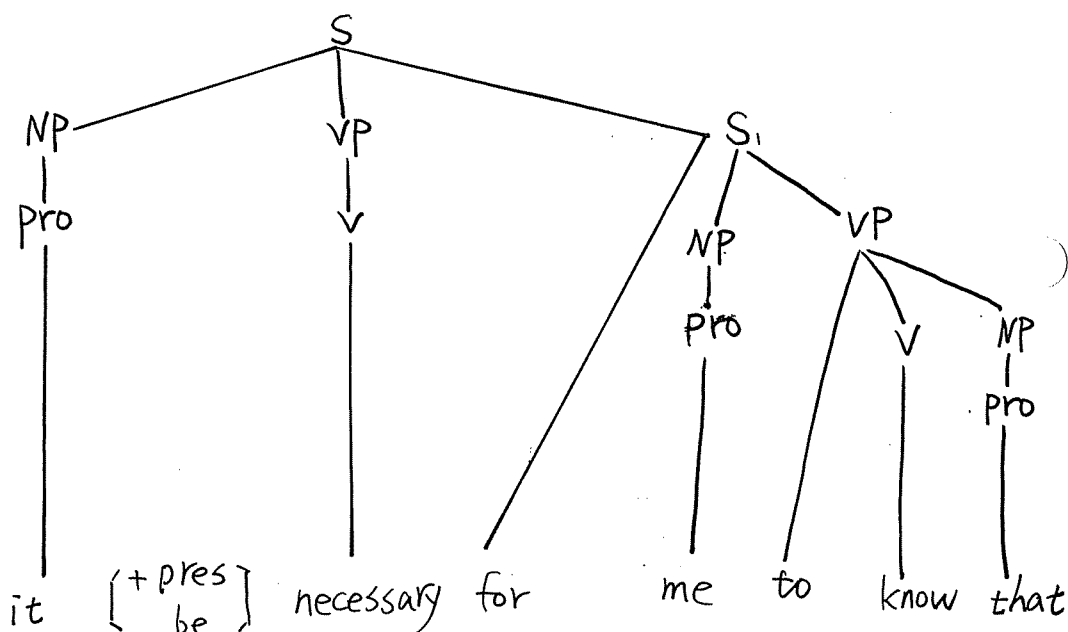 S
NP VP S₁
pro V NP VP
pro V NP
pro
it [+pres be] necessary for me to know that